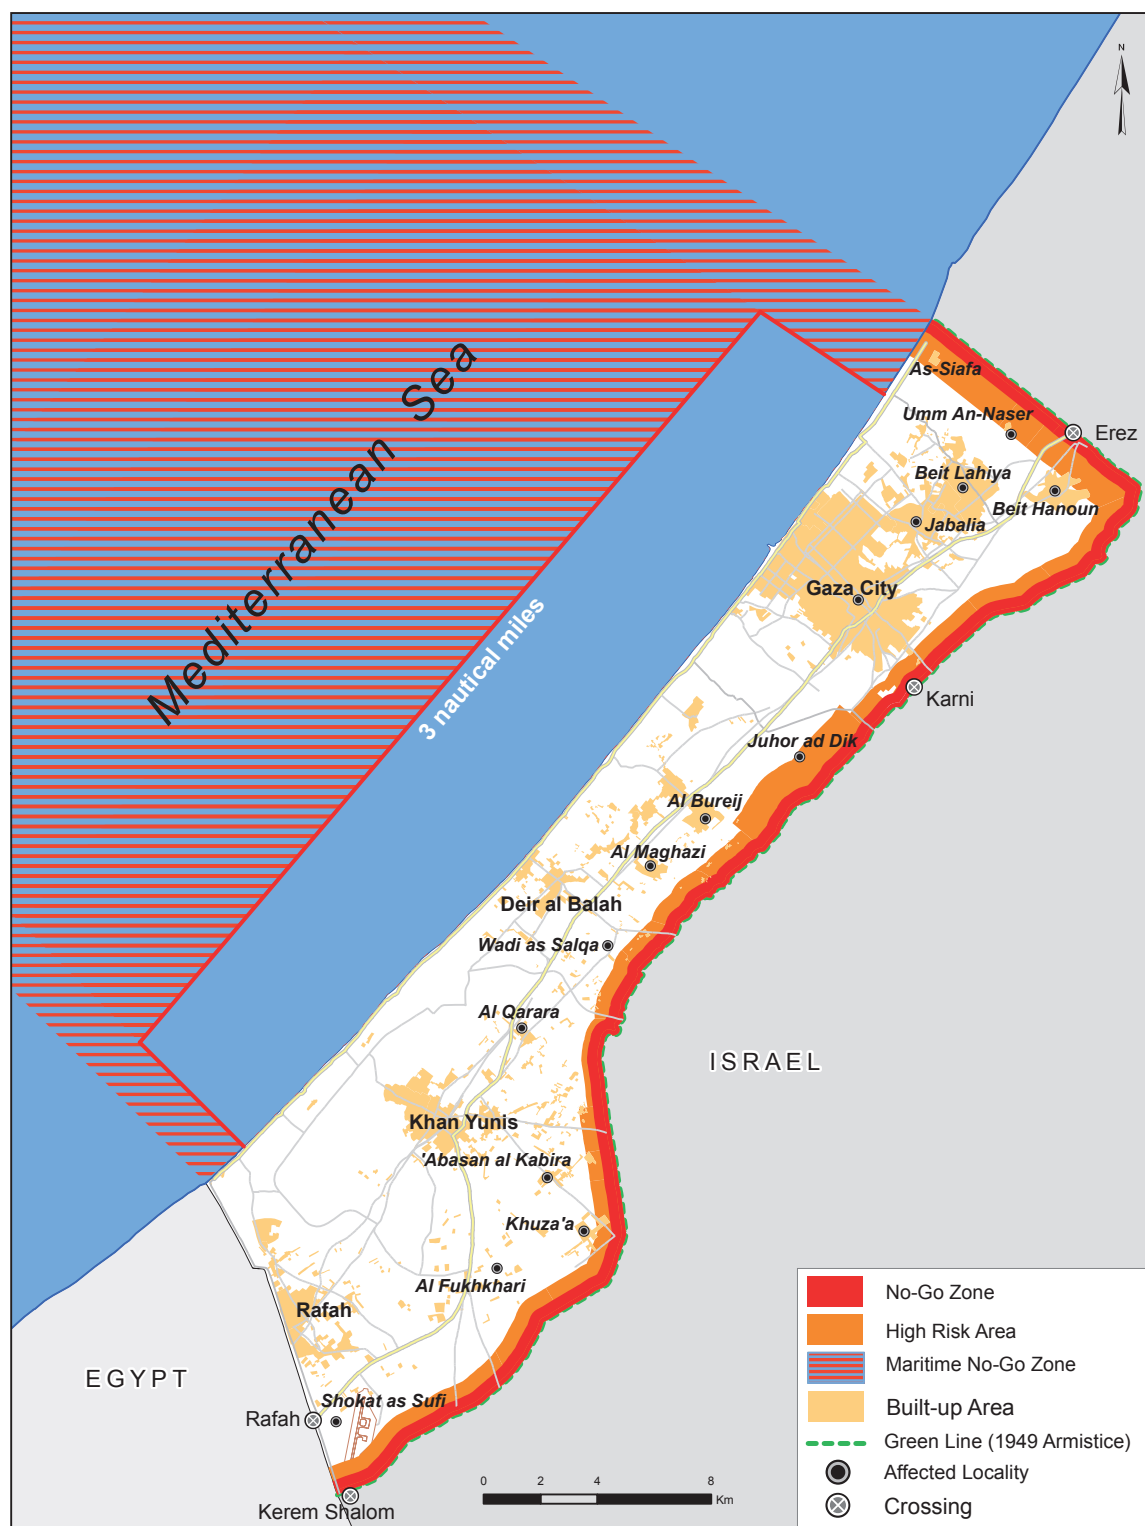 N
Mediterranean Sea
3 nautical miles
As-Siafa
Umm An-Naser
Erez
Beit Lahiya
Beit Hanoun
Jabalia
Gaza City
Karni
Juhor ad Dik
Al Bureij
Al Maghazi
Deir al Balah
Wadi as Salqa
Al Qarara
ISRAEL
Khan Yunis
'Abasan al Kabira
Khuza'a
Al Fukhkhari
Rafah
EGYPT
Shokat as Sufi
Rafah
Kerem Shalom
0 2 4 8
Km
No-Go Zone
High Risk Area
Maritime No-Go Zone
Built-up Area
Green Line (1949 Armistice)
Affected Locality
Crossing